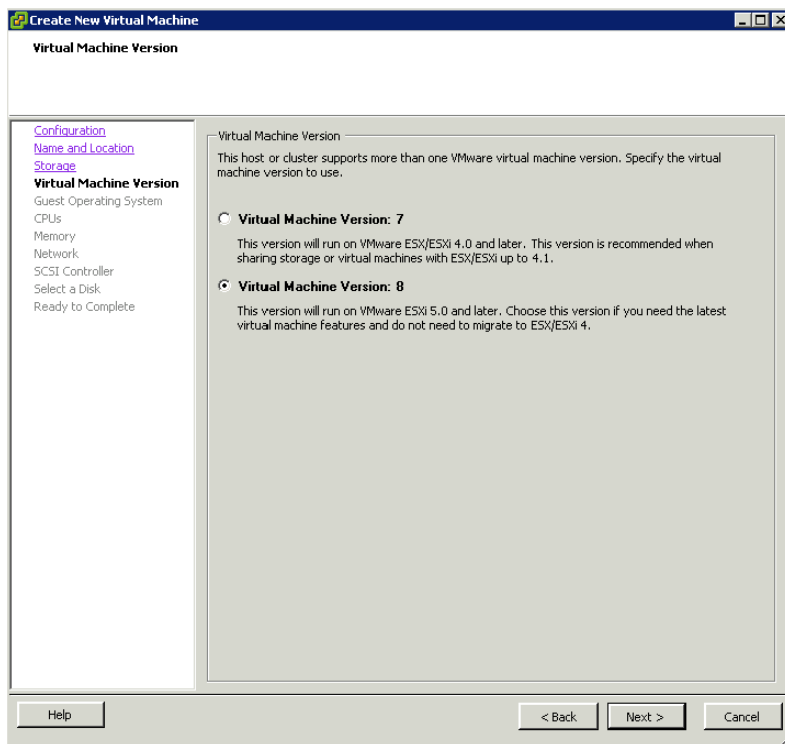 Create New Virtual Machine
Virtual Machine Version
Configuration
Name and Location
Storage
Virtual Machine Version
Guest Operating System
CPUs
Memory
Network
SCSI Controller
Select a Disk
Ready to Complete
Virtual Machine Version
This host or cluster supports more than one VMware virtual machine version. Specify the virtual
machine version to use.
Virtual Machine Version: 7
This version will run on VMware ESX/ESXi 4.0 and later. This version is recommended when
sharing storage or virtual machines with ESX/ESXi up to 4.1.
Virtual Machine Version: 8
This version will run on VMware ESXi 5.0 and later. Choose this version if you need the latest
virtual machine features and do not need to migrate to ESX/ESXi 4.
Help
< Back
Next >
Cancel